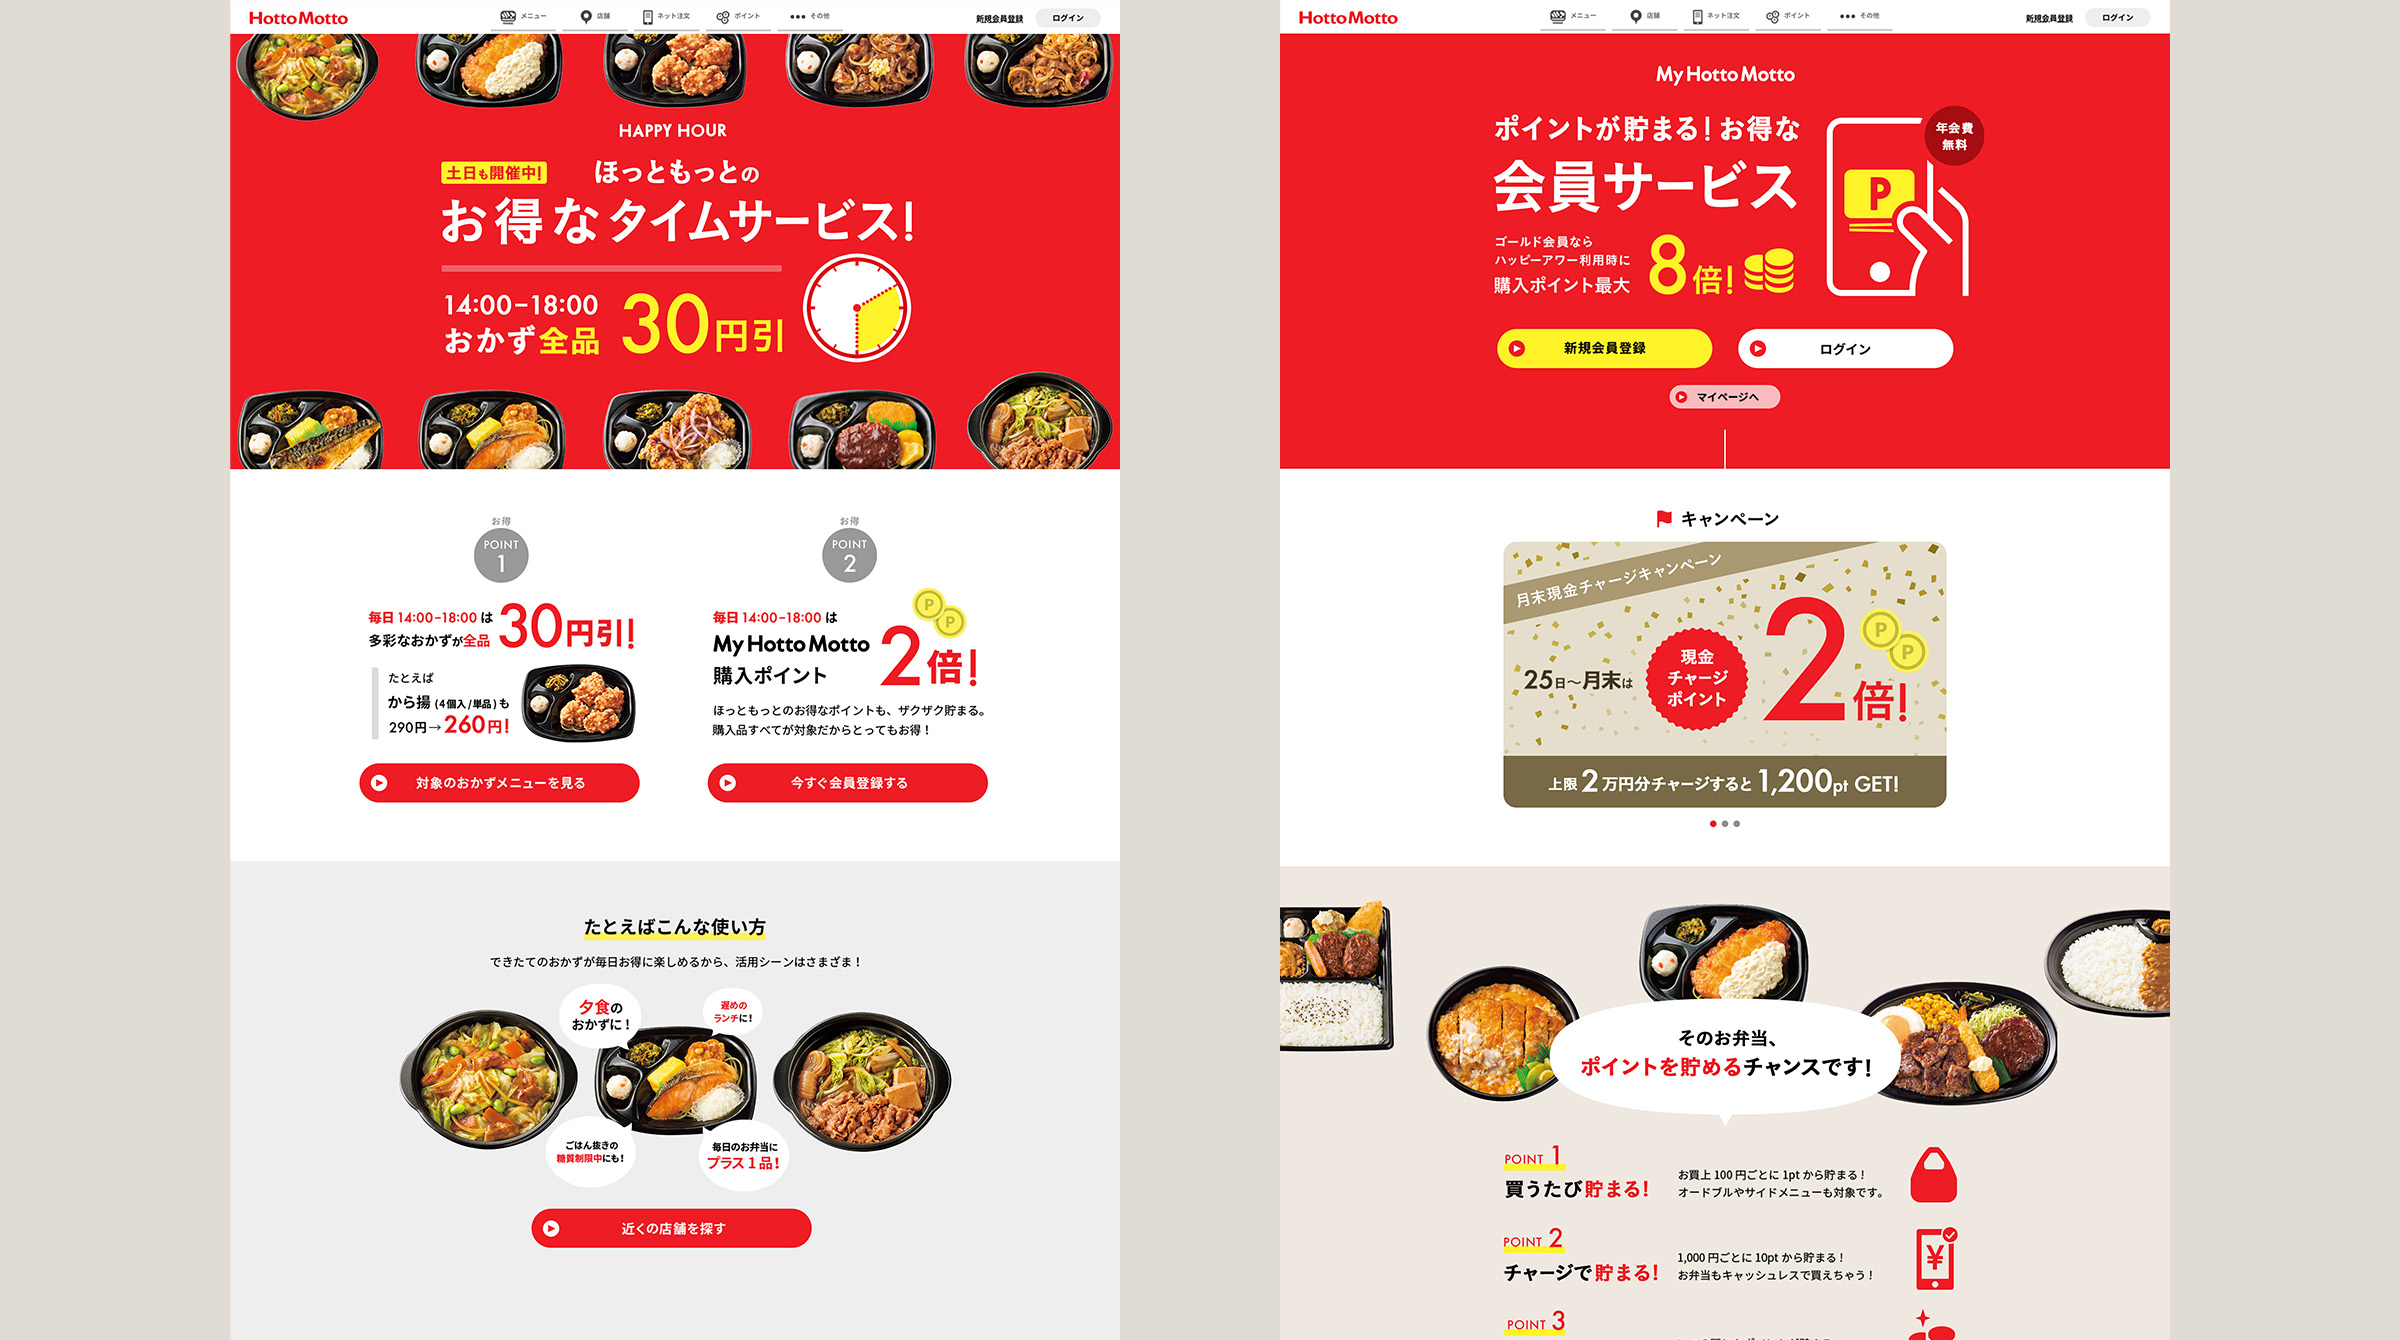 HottoMotto
メニュー
店舗
ネット注文
ポイント
その他
新規会員登録
ログイン
HAPPY HOUR
土日も開催中!
ほっともっとの
お得なタイムサービス!
14:00-18:00
おかず全品 30円引
お得
POINT
1
毎日 14:00-18:00 は
多彩なおかずが全品 30円引!
たとえば
から揚 (4個入/単品) も
290円→260円!
対象のおかずメニューを見る
お得
POINT
2
毎日 14:00-18:00 は
My Hotto Motto
購入ポイント 2倍!
P
P
ほっともっとのお得なポイントも、ザクザク貯まる。
購入品すべてが対象だからとってもお得！
今すぐ会員登録する
たとえばこんな使い方
できたてのおかずが毎日お得に楽しめるから、活用シーンはさまざま！
夕食の
おかずに！
遅めの
ランチに！
ごはん抜きの
糖質制限中にも！
毎日のお弁当に
プラス１品！
近くの店舗を探す
HottoMotto
メニュー
店舗
ネット注文
ポイント
その他
新規会員登録
ログイン
My Hotto Motto
ポイントが貯まる！お得な
会員サービス
年会費
無料
P
ゴールド会員なら
ハッピーアワー利用時に
購入ポイント最大 8倍!
新規会員登録
ログイン
マイページへ
キャンペーン
月末現金チャージキャンペーン
25日〜月末は
現金
チャージ
ポイント
2倍!
P
P
上限 2万円分チャージすると 1,200pt GET!
そのお弁当、
ポイントを貯めるチャンスです!
POINT 1
買うたび貯まる!
お買上 100 円ごとに 1pt から貯まる！
オードブルやサイドメニューも対象です。
POINT 2
チャージで貯まる!
1,000 円ごとに 10pt から貯まる！
お弁当もキャッシュレスで買えちゃう！
¥
POINT 3